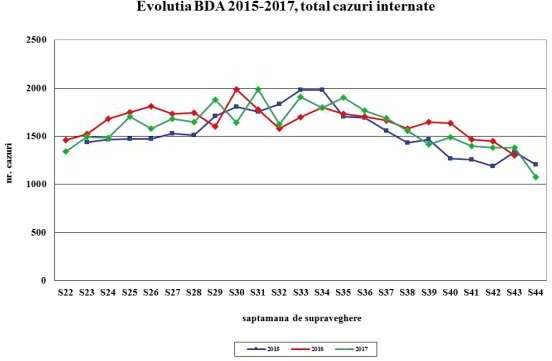 Evolutia BDA 2015-2017, total cazuri internate
2500
2000
1500
1000
500
0
nr. cazuri
S22 S23 S24 S25 S26 S27 S28 S29 S30 S31 S32 S33 S34 S35 S36 S37 S38 S39 S40 S41 S42 S43 S44
saptamana de supraveghere
2015 2016 2017